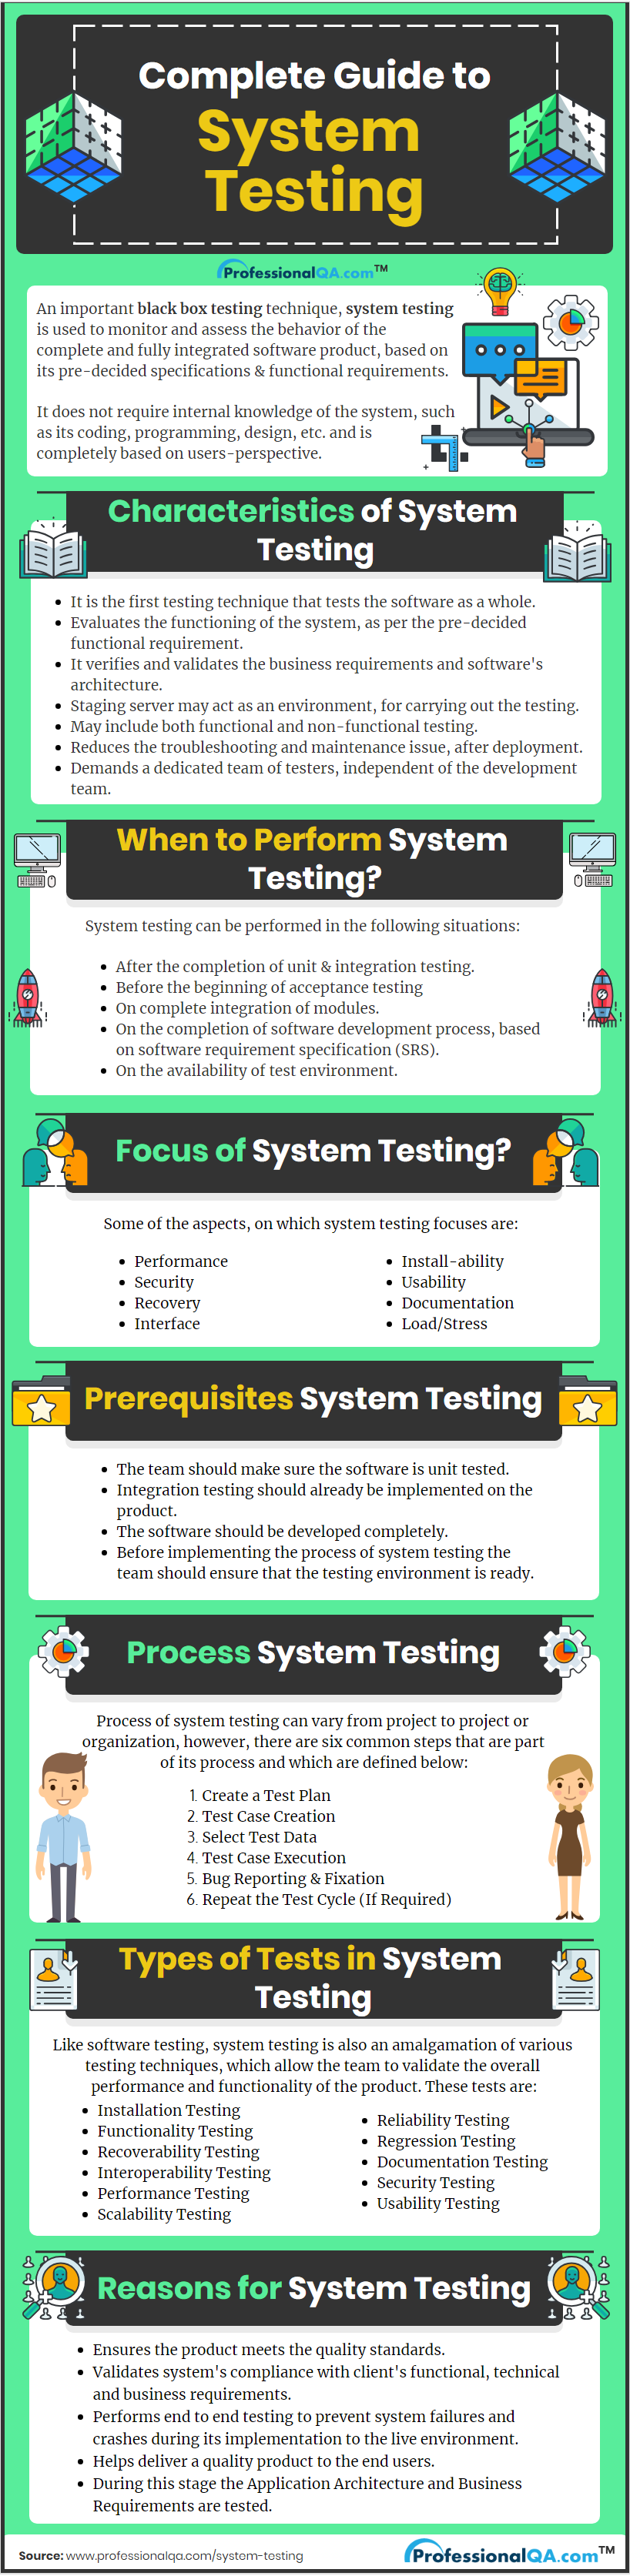 Complete Guide to
System
Testing
ProfessionalQA.com™
An important black box testing technique, system testing
is used to monitor and assess the behavior of the
complete and fully integrated software product, based on
its pre-decided specifications & functional requirements.
It does not require internal knowledge of the system, such
as its coding, programming, design, etc. and is
completely based on users-perspective.
Characteristics of System
Testing
• It is the first testing technique that tests the software as a whole.
• Evaluates the functioning of the system, as per the pre-decided
functional requirement.
• It verifies and validates the business requirements and software's
architecture.
• Staging server may act as an environment, for carrying out the testing.
• May include both functional and non-functional testing.
• Reduces the troubleshooting and maintenance issue, after deployment.
• Demands a dedicated team of testers, independent of the development
team.
When to Perform System
Testing?
System testing can be performed in the following situations:
• After the completion of unit & integration testing.
• Before the beginning of acceptance testing
• On complete integration of modules.
• On the completion of software development process, based
on software requirement specification (SRS).
• On the availability of test environment.
Focus of System Testing?
Some of the aspects, on which system testing focuses are:
• Performance
• Security
• Recovery
• Interface
• Install-ability
• Usability
• Documentation
• Load/Stress
Prerequisites System Testing
• The team should make sure the software is unit tested.
• Integration testing should already be implemented on the
product.
• The software should be developed completely.
• Before implementing the process of system testing the
team should ensure that the testing environment is ready.
Process System Testing
Process of system testing can vary from project to project or
organization, however, there are six common steps that are part
of its process and which are defined below:
1. Create a Test Plan
2. Test Case Creation
3. Select Test Data
4. Test Case Execution
5. Bug Reporting & Fixation
6. Repeat the Test Cycle (If Required)
Types of Tests in System
Testing
Like software testing, system testing is also an amalgamation of various
testing techniques, which allow the team to validate the overall
performance and functionality of the product. These tests are:
• Installation Testing
• Functionality Testing
• Recoverability Testing
• Interoperability Testing
• Performance Testing
• Scalability Testing
• Reliability Testing
• Regression Testing
• Documentation Testing
• Security Testing
• Usability Testing
Reasons for System Testing
• Ensures the product meets the quality standards.
• Validates system's compliance with client's functional, technical
and business requirements.
• Performs end to end testing to prevent system failures and
crashes during its implementation to the live environment.
• Helps deliver a quality product to the end users.
• During this stage the Application Architecture and Business
Requirements are tested.
Source: www.professionalqa.com/system-testing
ProfessionalQA.com™